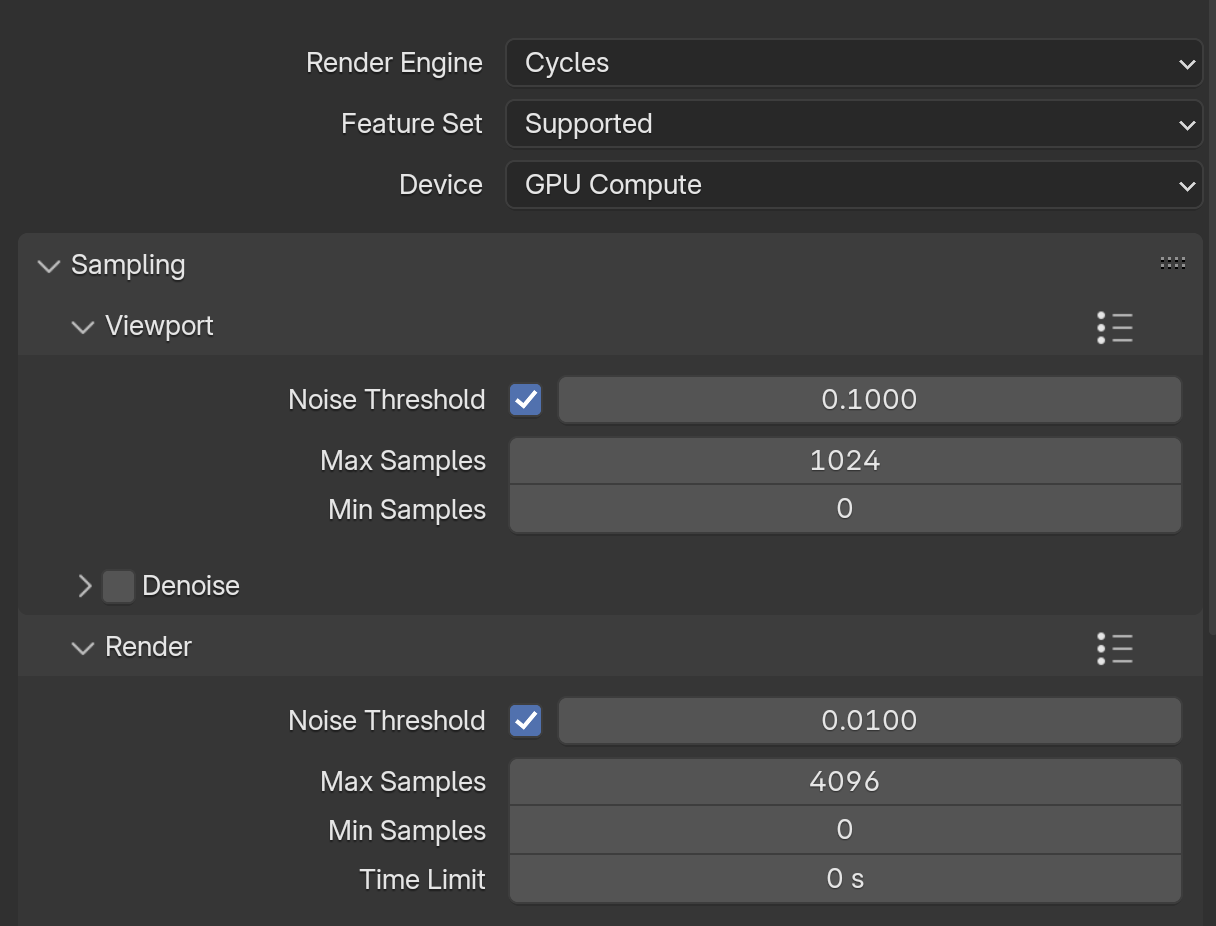 Render Engine Cycles
Feature Set Supported
Device GPU Compute
Sampling
Viewport
Noise Threshold 0.1000
Max Samples 1024
Min Samples 0
Denoise
Render
Noise Threshold 0.0100
Max Samples 4096
Min Samples 0
Time Limit 0 s